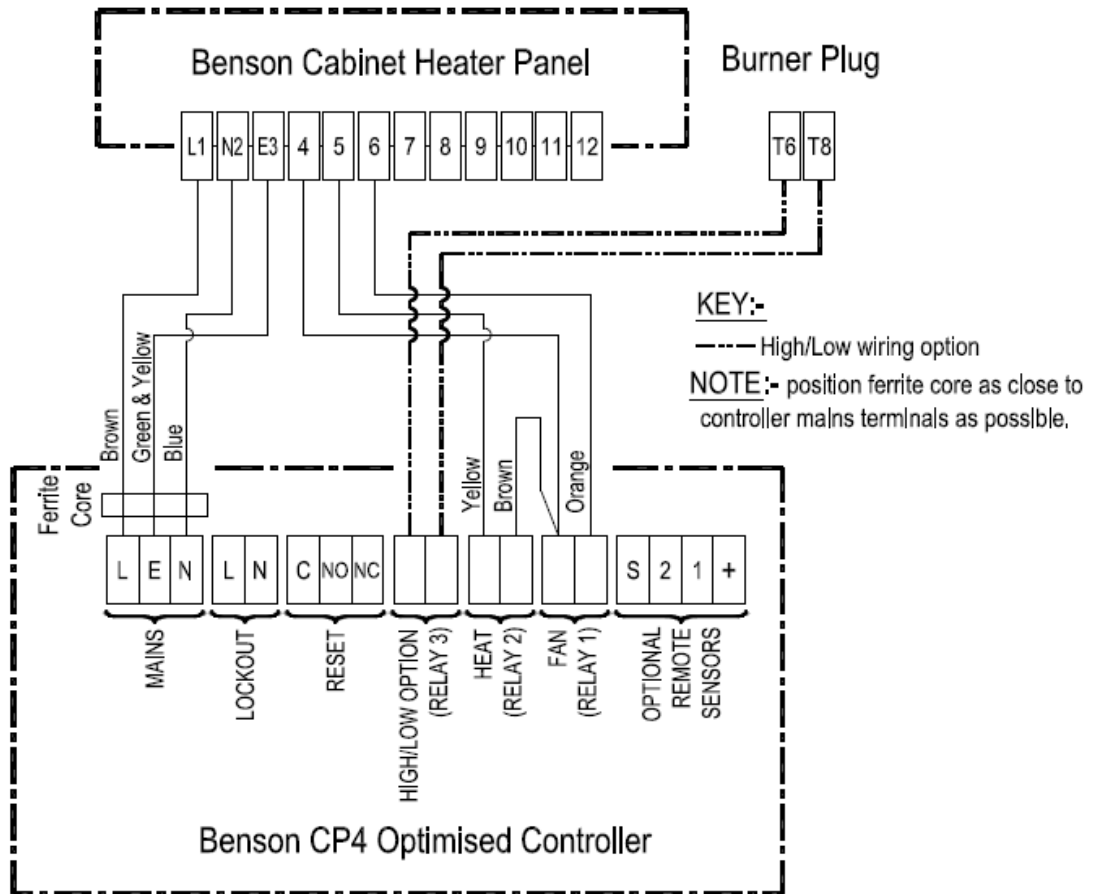 Benson Cabinet Heater Panel
Burner Plug
L1 N2 E3 4 5 6 7 8 9 10 11 12
T6 T8
KEY:-
High/Low wiring option
NOTE:- position ferrite core as close to
controller mains terminals as possible.
Brown
Green & Yellow
Blue
Yellow
Brown
Orange
Ferrite
Core
L E N
L N
C NO NC
S 2 1 +
MAINS
LOCKOUT
RESET
HIGH/LOW OPTION
(RELAY 3)
HEAT
(RELAY 2)
FAN
(RELAY 1)
OPTIONAL
REMOTE
SENSORS
Benson CP4 Optimised Controller